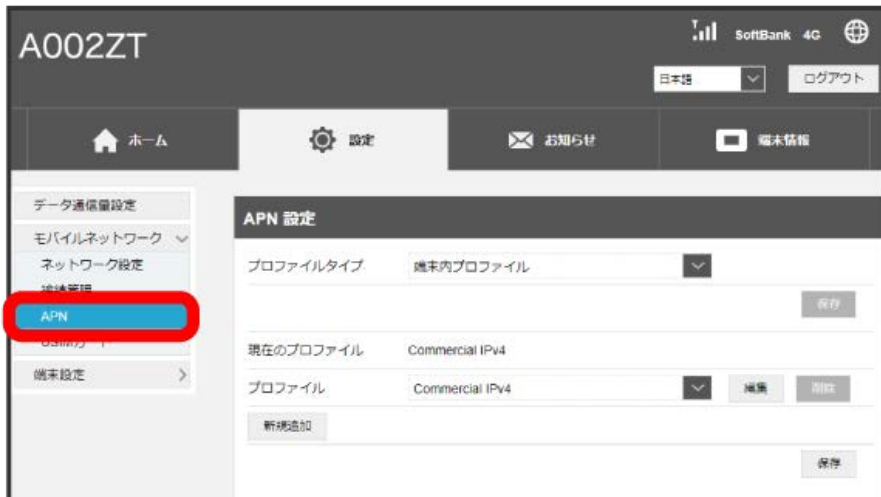 A002ZT
SoftBank 4G
日本語
ログアウト
ホーム
設定
お知らせ
端末情報
データ通信量設定
モバイルネットワーク
ネットワーク設定
接続管理
APN
端末設定
APN 設定
プロファイルタイプ 端末内プロファイル
保存
現在のプロファイル Commercial IPv4
プロファイル Commercial IPv4 編集 削除
新規追加
保存